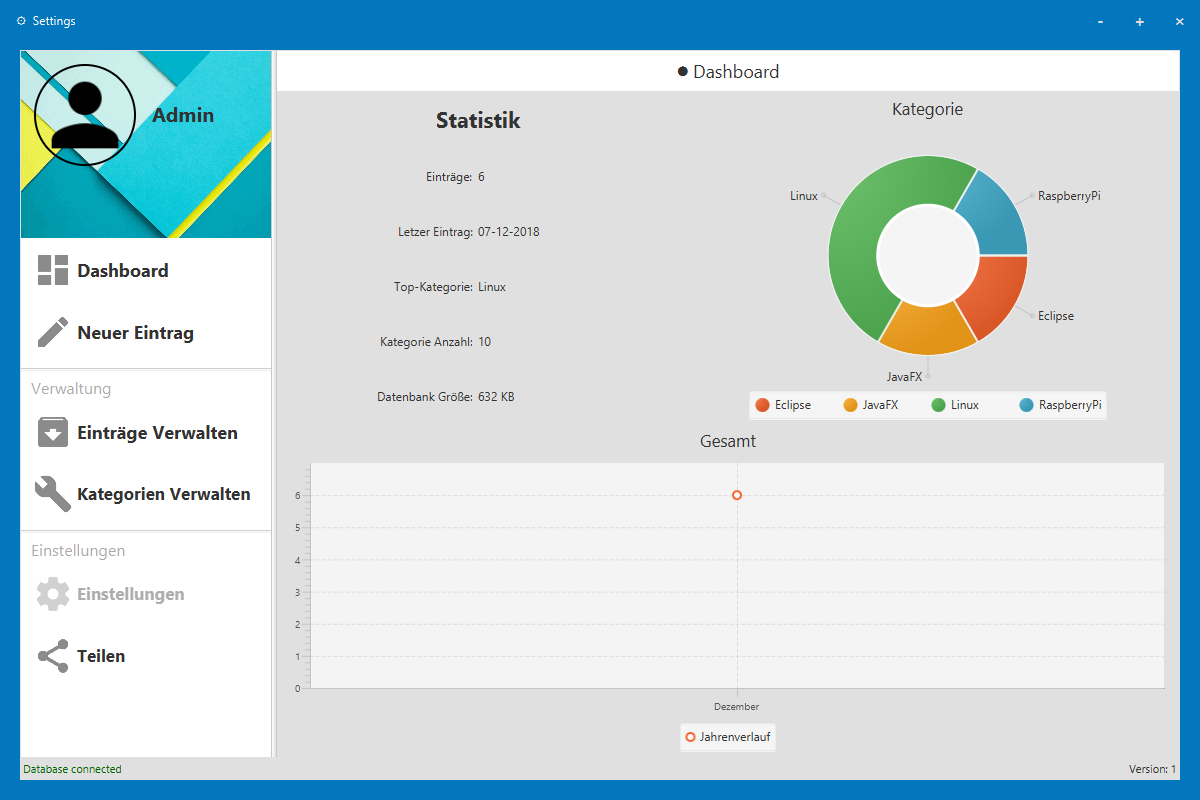 Settings
- + ×
Admin
Dashboard
Neuer Eintrag
Verwaltung
Einträge Verwalten
Kategorien Verwalten
Einstellungen
Einstellungen
Teilen
Dashboard
Statistik
Einträge: 6
Letzer Eintrag: 07-12-2018
Top-Kategorie: Linux
Kategorie Anzahl: 10
Datenbank Größe: 632 KB
Kategorie
Linux
RaspberryPi
Eclipse
JavaFX
Eclipse JavaFX Linux RaspberryPi
Gesamt
6
5
4
3
2
1
0
Dezember
Jahrenverlauf
Database connected
Version: 1